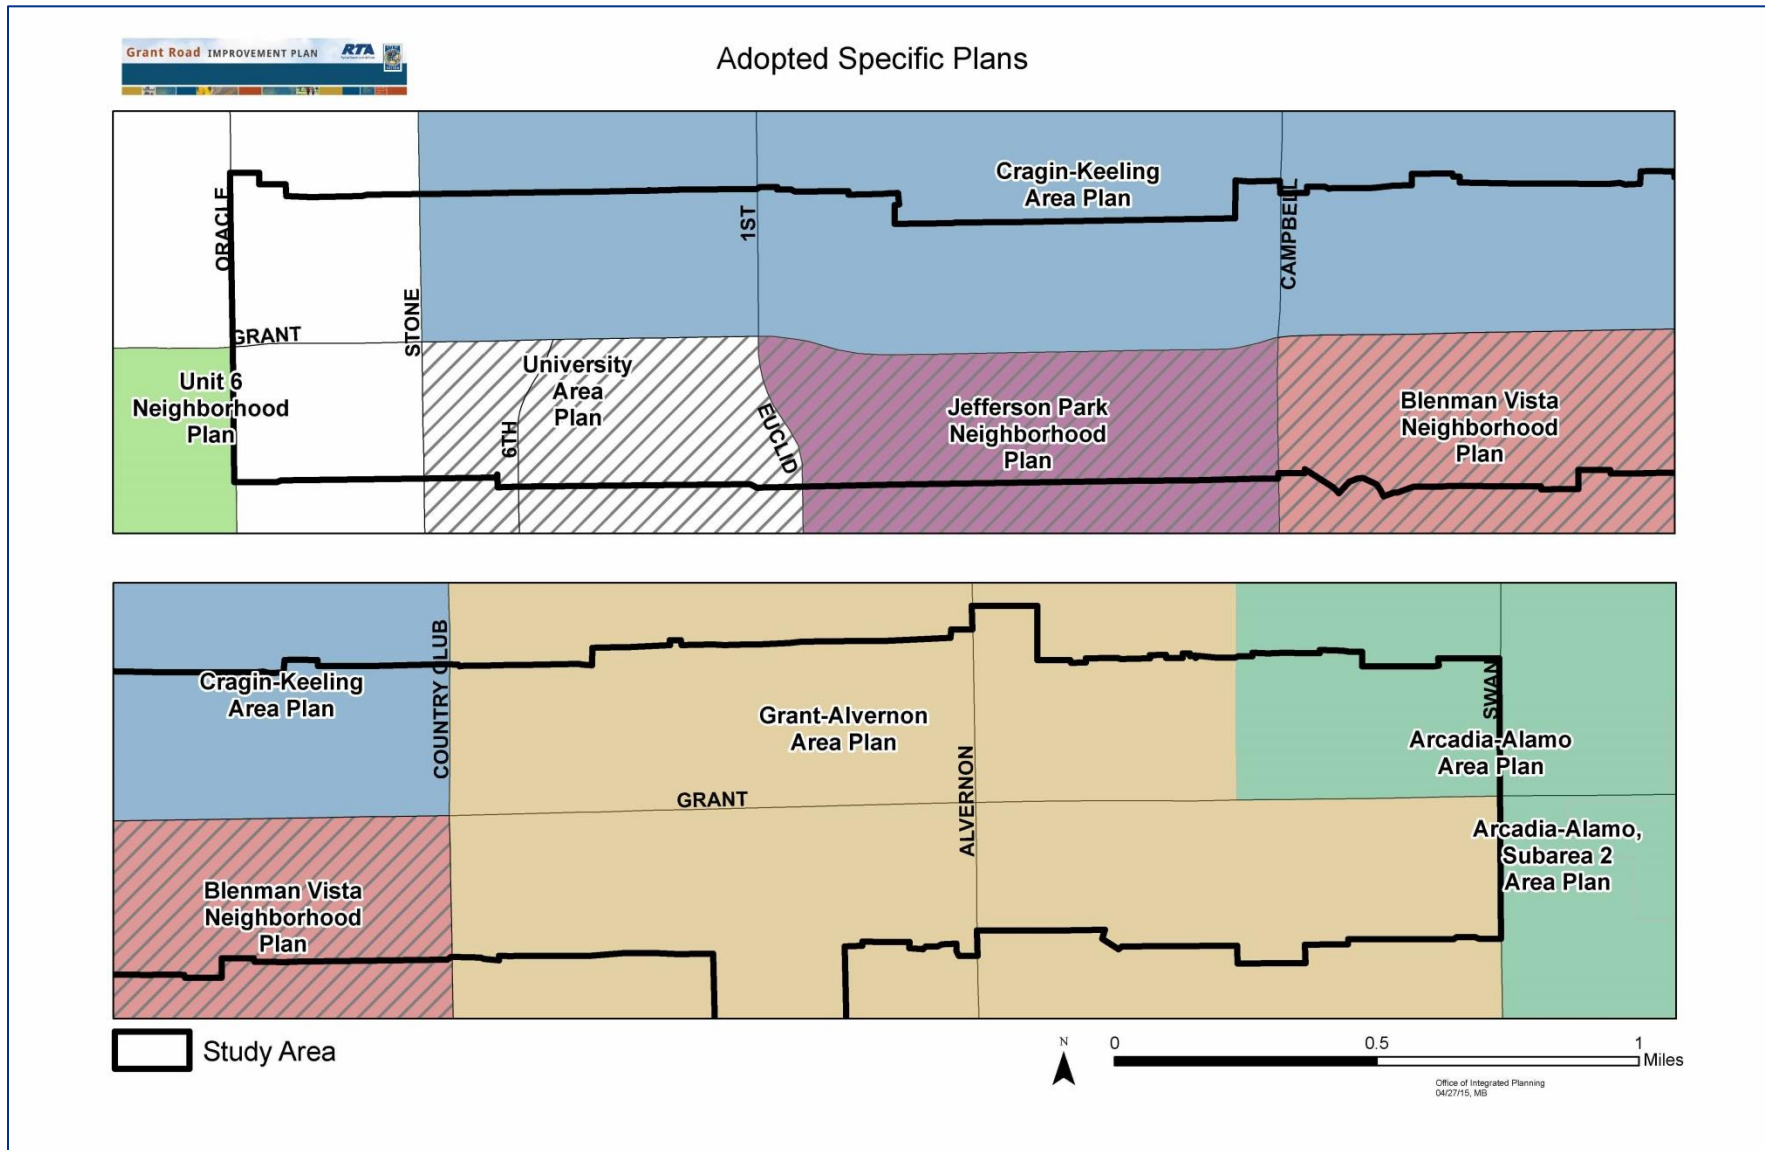 Grant Road IMPROVEMENT PLAN
RTA
Adopted Specific Plans
Cragin-Keeling
Area Plan
ORACLE
1ST
CAMPBELL
STONE
GRANT
Unit 6
Neighborhood
Plan
University
Area
Plan
6TH
EUCLID
Jefferson Park
Neighborhood
Plan
Blenman Vista
Neighborhood
Plan
Cragin-Keeling
Area Plan
COUNTRY CLUB
Grant-Alvernon
Area Plan
SWAN
Arcadia-Alamo
Area Plan
GRANT
ALVERNON
Arcadia-Alamo,
Subarea 2
Area Plan
Blenman Vista
Neighborhood
Plan
Study Area
N
0 0.5 1
Miles
Office of Integrated Planning
04/27/15, MB